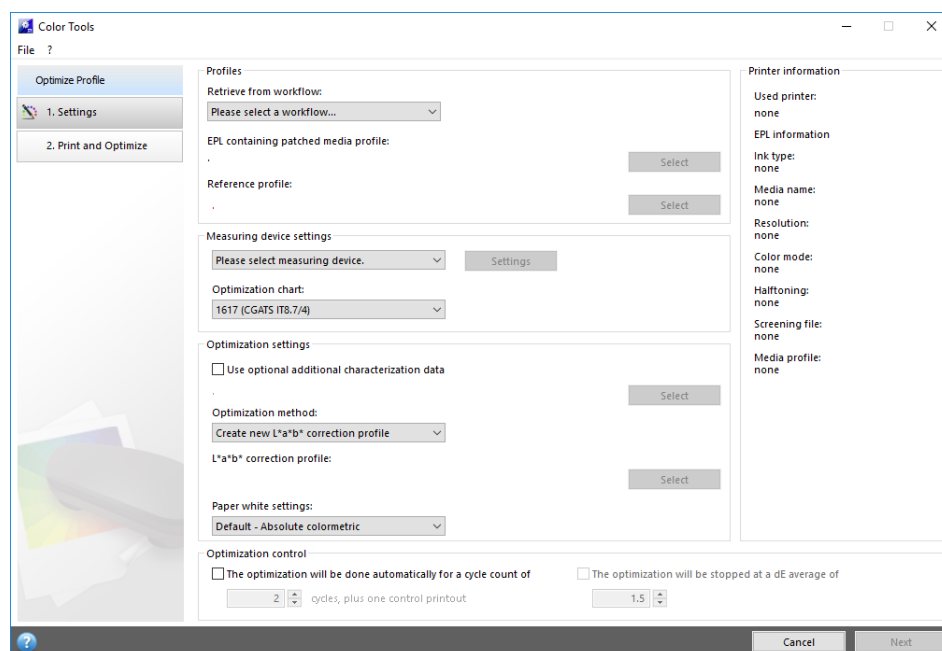 Color Tools
File ?
Optimize Profile
1. Settings
2. Print and Optimize
Profiles
Retrieve from workflow:
Please select a workflow...
EPL containing patched media profile:
.
Select
Reference profile:
.
Select
Measuring device settings
Please select measuring device.
Settings
Optimization chart:
1617 (CGATS IT8.7/4)
Optimization settings
Use optional additional characterization data
.
Select
Optimization method:
Create new L*a*b* correction profile
L*a*b* correction profile:
Select
Paper white settings:
Default - Absolute colormetric
Optimization control
The optimization will be done automatically for a cycle count of
2 cycles, plus one control printout
The optimization will be stopped at a dE average of
1.5
Printer information
Used printer:
none
EPL information
Ink type:
none
Media name:
none
Resolution:
none
Color mode:
none
Halftoning:
none
Screening file:
none
Media profile:
none
?
Cancel
Next